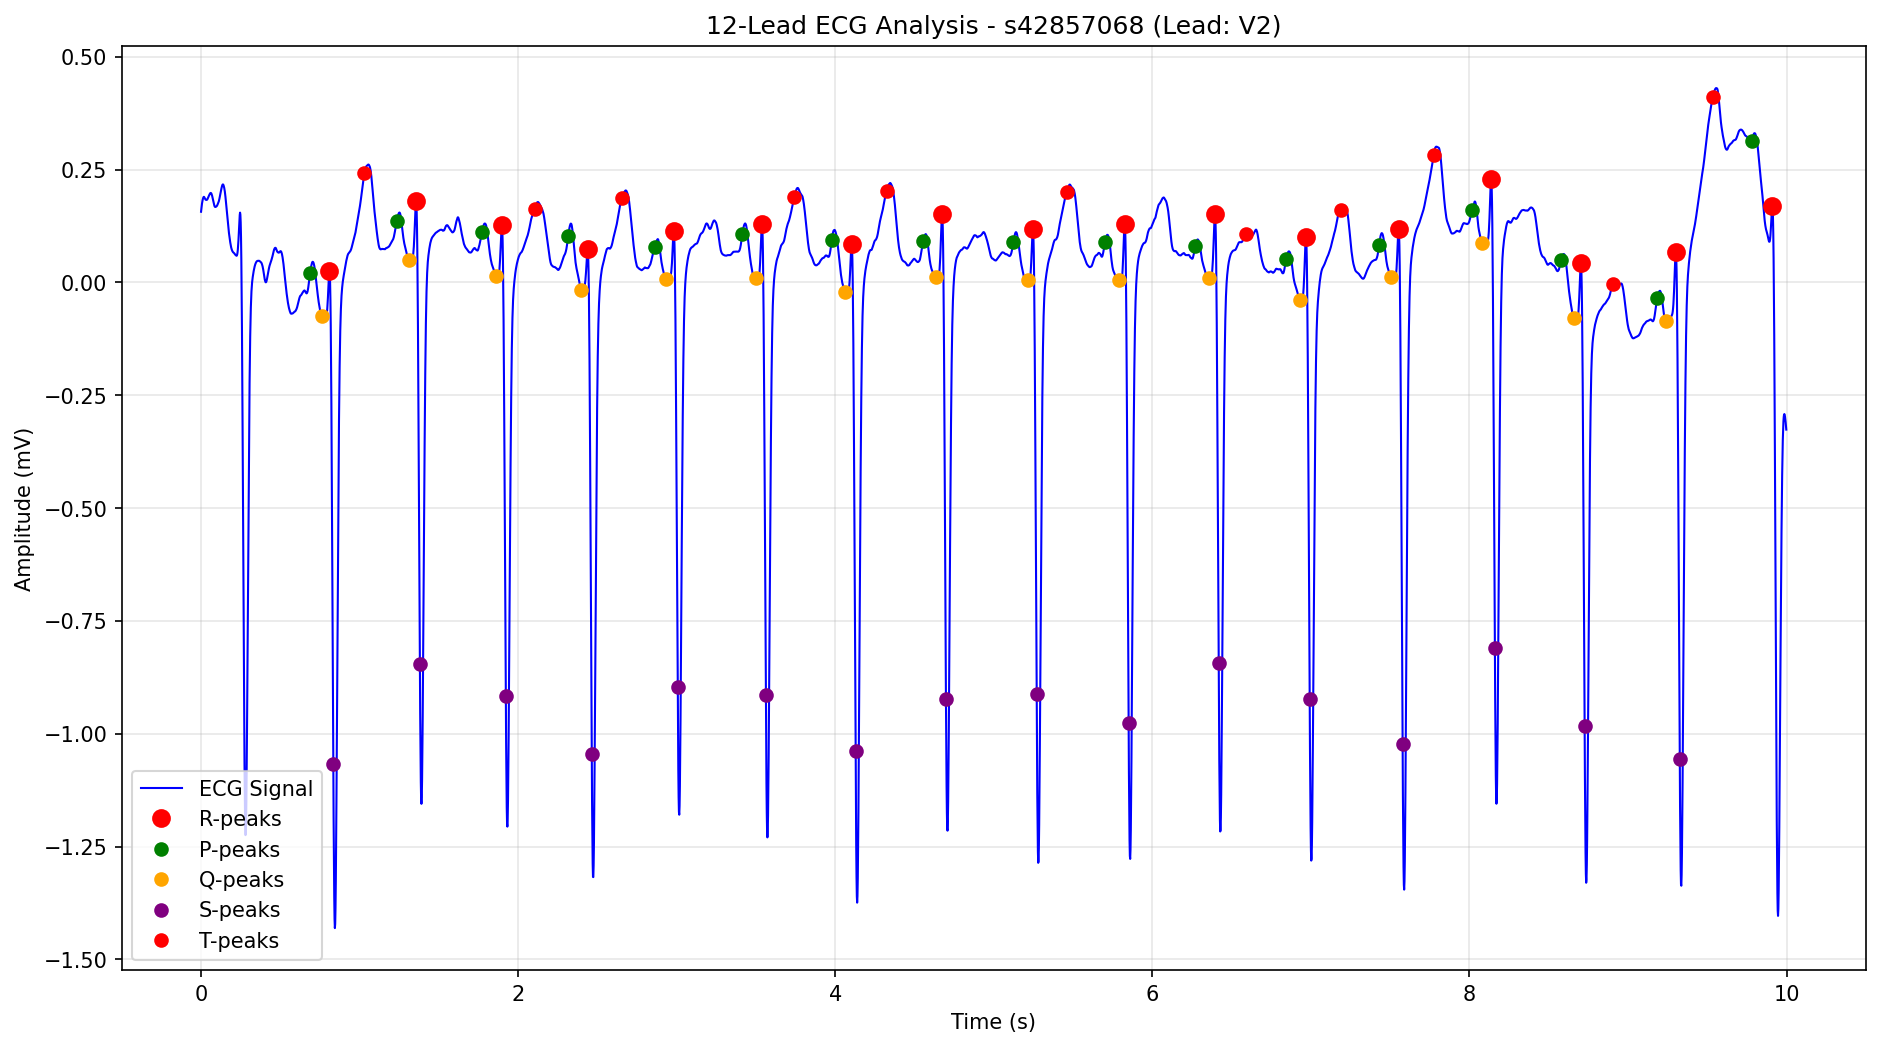 12-Lead ECG Analysis - s42857068 (Lead: V2)
Amplitude (mV)
0.50
0.25
0.00
−0.25
−0.50
−0.75
−1.00
−1.25
−1.50
ECG Signal
R-peaks
P-peaks
Q-peaks
S-peaks
T-peaks
0 2 4 6 8 10
Time (s)